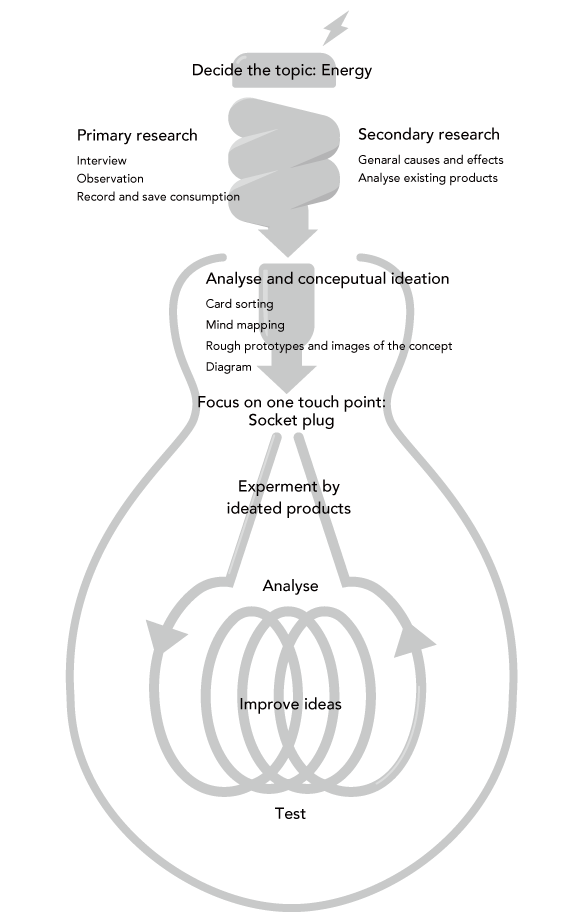 Decide the topic: Energy
Primary research
Interview
Observation
Record and save consumption
Secondary research
Genaral causes and effects
Analyse existing products
Analyse and conceputual ideation
Card sorting
Mind mapping
Rough prototypes and images of the concept
Diagram
Focus on one touch point:
Socket plug
Experment by
ideated products
Analyse
Improve ideas
Test